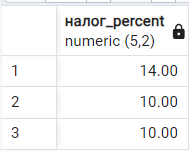 налог_percent
numeric (5,2)
1 14.00
2 10.00
3 10.00